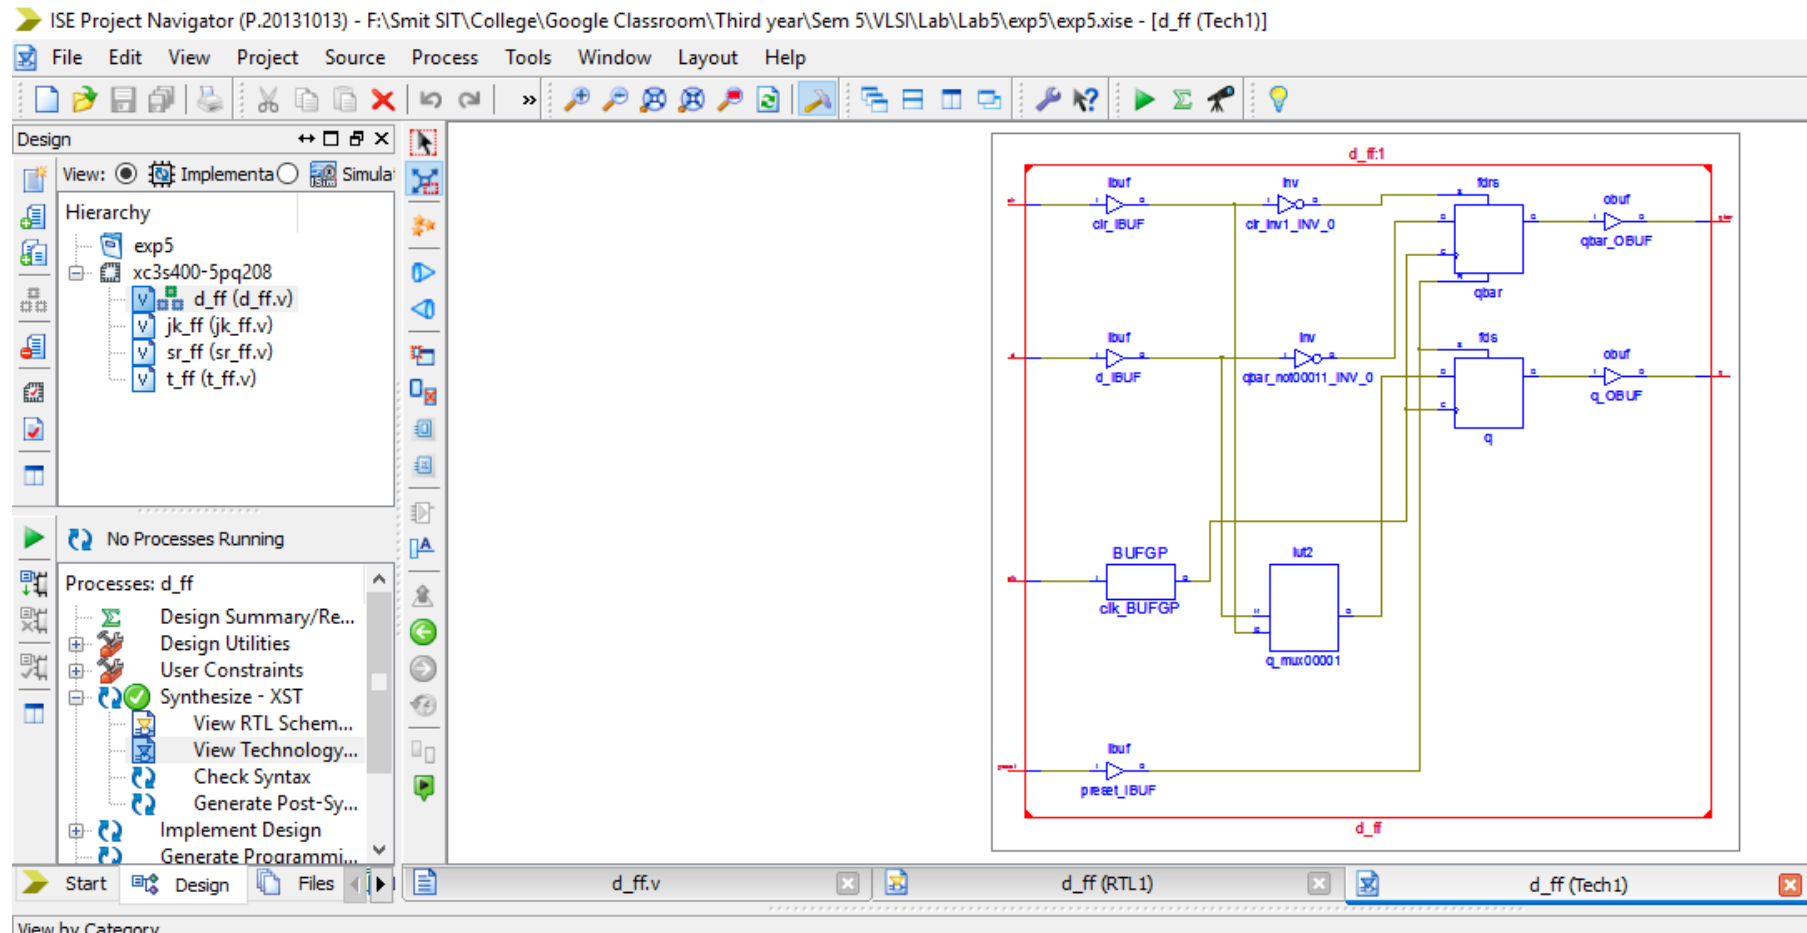 ISE Project Navigator (P.20131013) - F:\Smit SIT\College\Google Classroom\Third year\Sem 5\VLSI\Lab\Lab5\exp5\exp5.xise - [d_ff (Tech1)]
File Edit View Project Source Process Tools Window Layout Help
Design
View: Implementa Simula
Hierarchy
exp5
xc3s400-5pq208
d_ff (d_ff.v)
jk_ff (jk_ff.v)
sr_ff (sr_ff.v)
t_ff (t_ff.v)
No Processes Running
Processes: d_ff
Design Summary/Re...
Design Utilities
User Constraints
Synthesize - XST
View RTL Schem...
View Technology...
Check Syntax
Generate Post-Sy...
Implement Design
Generate Programmi...
Start Design Files
d_ff:1
ibuf inv fdrs
obuf
clr_IBUF clr_inv1_INV_0
qbar_OBUF
qbar
ibuf inv fds
obuf
d_IBUF qbar_not00011_INV_0
q_OBUF
q
BUFGP lut2
clk_BUFGP
q_mux00001
ibuf
preset_IBUF
d_ff
d_ff.v d_ff (RTL1) d_ff (Tech1)
View by Category